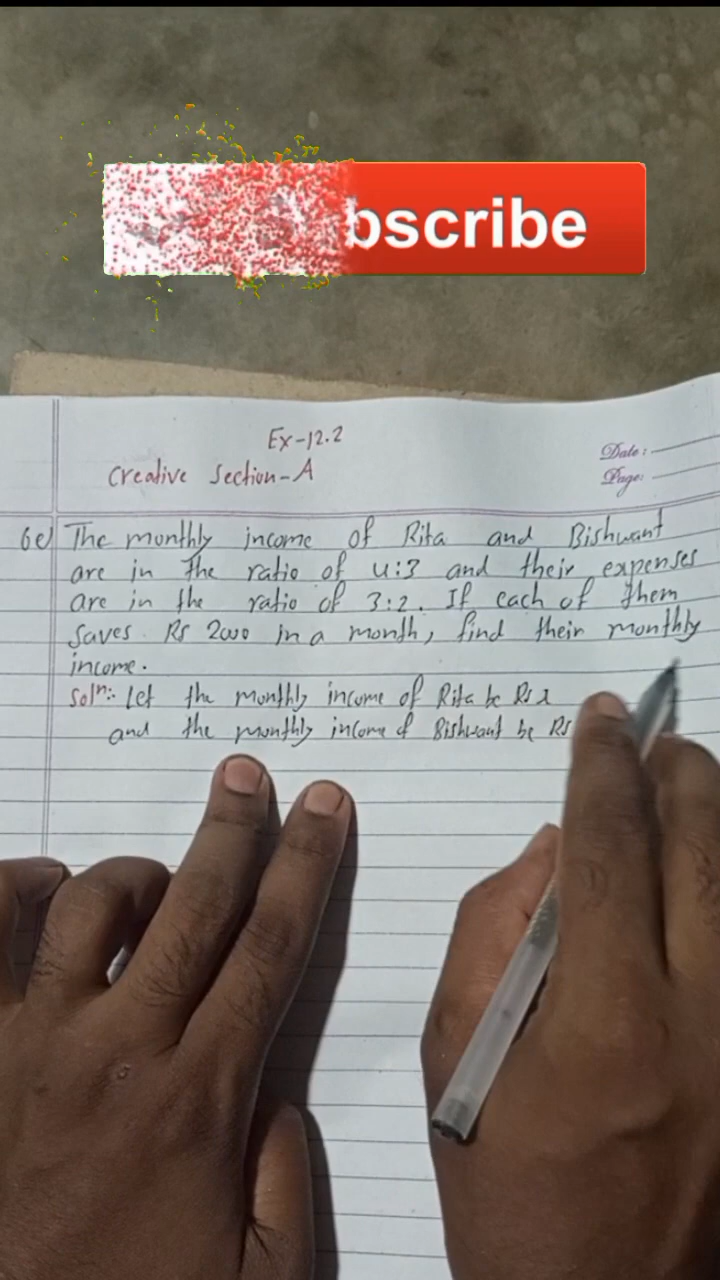 bscribe
Ex-12.2
Creative Section-A
Date:
Page:
6e) The monthly income of Rita and Bishwant
are in the ratio of 4:3 and their expenses
are in the ratio of 3:2. If each of them
saves Rs 2000 in a month, find their monthly
income.
Solⁿ:- Let the monthly income of Rita be Rs x
and the monthly income of Bishwant be Rs